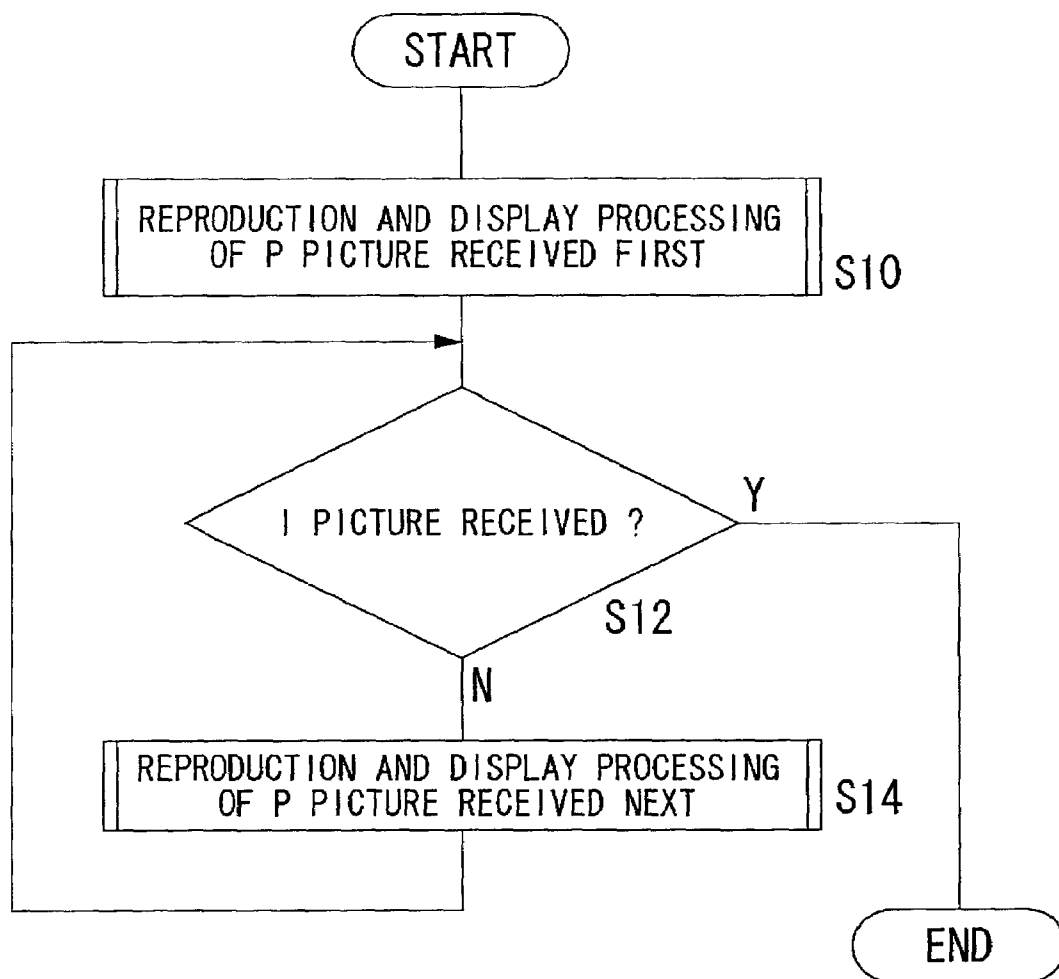 START
REPRODUCTION AND DISPLAY PROCESSING
OF P PICTURE RECEIVED FIRST
S10
I PICTURE RECEIVED ?
Y
S12
N
REPRODUCTION AND DISPLAY PROCESSING
OF P PICTURE RECEIVED NEXT
S14
END